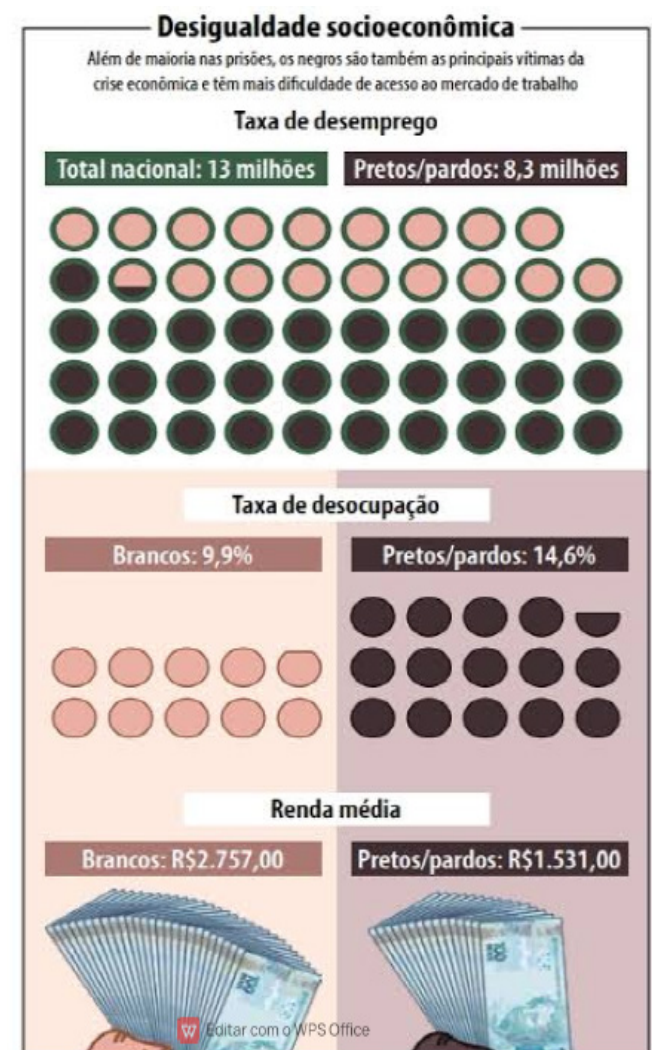 Desigualdade socioeconômica
Além de maioria nas prisões, os negros são também as principais vítimas da
crise econômica e têm mais dificuldade de acesso ao mercado de trabalho
Taxa de desemprego
Total nacional: 13 milhões
Pretos/pardos: 8,3 milhões
Taxa de desocupação
Brancos: 9,9%
Pretos/pardos: 14,6%
Renda média
Brancos: R$2.757,00
Pretos/pardos: R$1.531,00
100
100
W Editar com o WPS Office